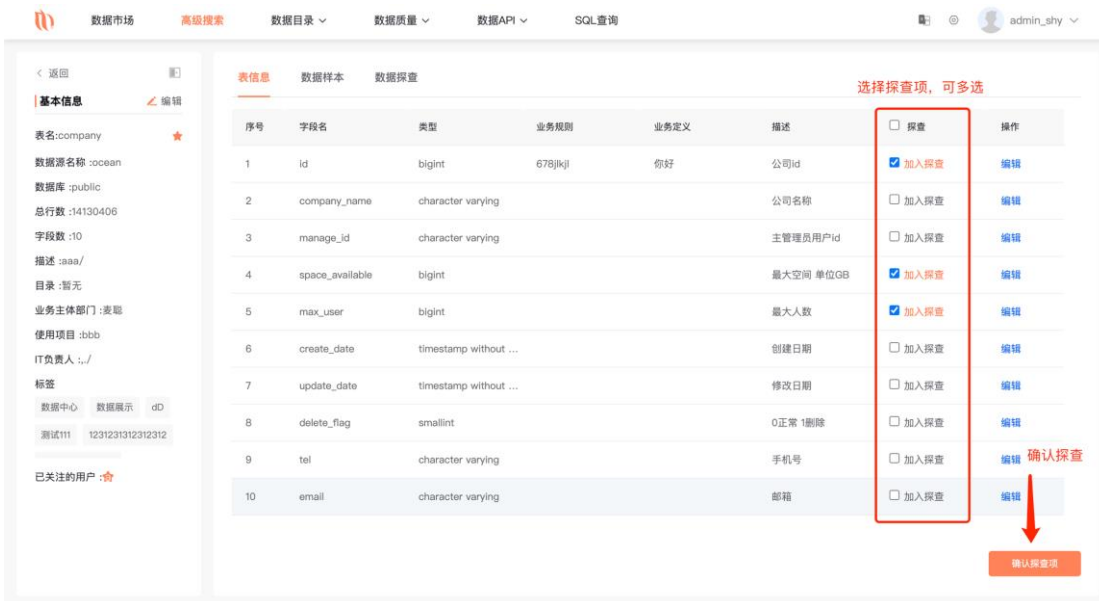 数据市场 高级搜索 数据目录 数据质量 数据API SQL查询 admin_shy
返回
基本信息 编辑
表名:company
数据源名称 :ocean
数据库 :public
总行数 :14130406
字段数 :10
描述 :aaa/
目录 :暂无
业务主体部门 :麦聪
使用项目 :bbb
IT负责人 :,./
标签
数据中心 数据展示 dD
测试111 1231231312312312
已关注的用户 :
表信息 数据样本 数据探查
选择探查项，可多选
序号 字段名 类型 业务规则 业务定义 描述 探查 操作
1 id bigint 678jlkjl 你好 公司id 加入探查 编辑
2 company_name character varying 公司名称 加入探查 编辑
3 manage_id character varying 主管理员用户id 加入探查 编辑
4 space_available bigint 最大空间 单位GB 加入探查 编辑
5 max_user bigint 最大人数 加入探查 编辑
6 create_date timestamp without ... 创建日期 加入探查 编辑
7 update_date timestamp without ... 修改日期 加入探查 编辑
8 delete_flag smallint 0正常 1删除 加入探查 编辑
9 tel character varying 手机号 加入探查 编辑
确认探查
10 email character varying 邮箱 加入探查 编辑
确认探查项